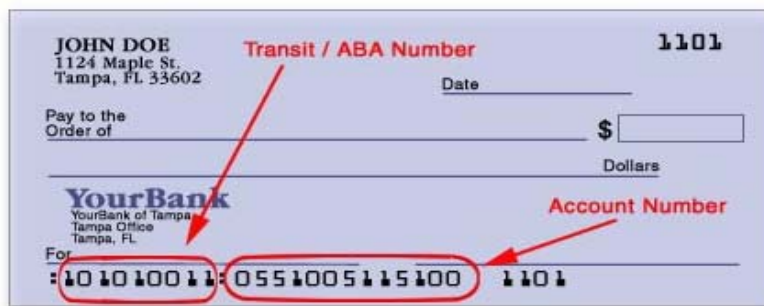 JOHN DOE
1124 Maple St.
Tampa, FL 33602
Transit / ABA Number
1101
Date
Pay to the
Order of
$
Dollars
YourBank
YourBank of Tampa
Tampa Office
Tampa, FL
Account Number
For
⑆101010011⑆0551005115100 1101